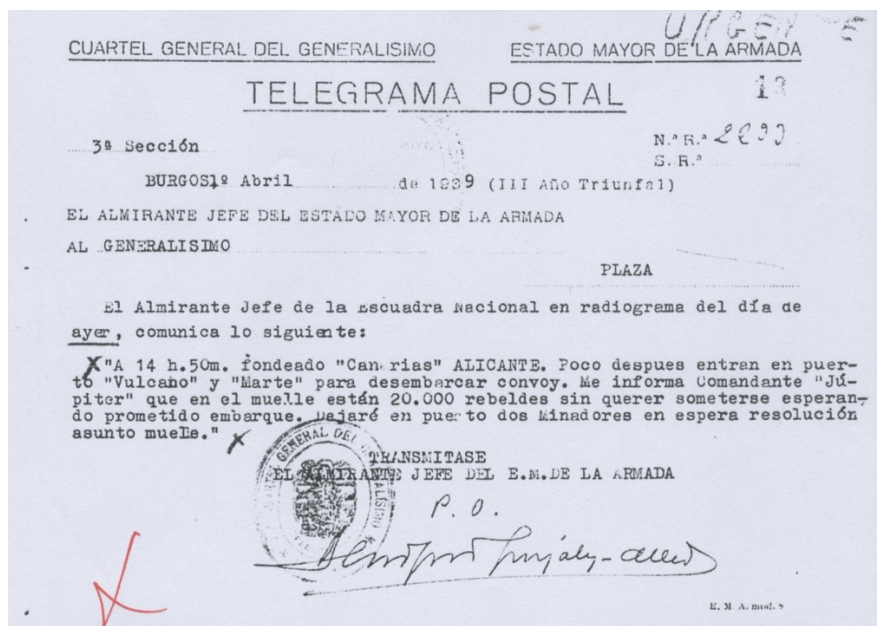 URGENTE
CUARTEL GENERAL DEL GENERALISIMO ESTADO MAYOR DE LA ARMADA
TELEGRAMA POSTAL 13
3ª Sección N.ª R.ª
S. R.ª
BURGOS 1º Abril de 1939 (III Año Triunfal)
EL ALMIRANTE JEFE DEL ESTADO MAYOR DE LA ARMADA
AL GENERALISIMO
PLAZA
El Almirante Jefe de la Escuadra Nacional en radiograma del día de
ayer, comunica lo siguiente:
"A 14 h.50m. fondeado "Canarias" ALICANTE. Poco despues entran en puer-
to "Vulcano" y "Marte" para desembarcar convoy. Me informa Comandante "Jú-
piter" que en el muelle están 20.000 rebeldes sin querer someterse esperan-
do prometido embarque. Dejaré en puerto dos Minadores en espera resolución
asunto muelle."
TRANSMITASE
EL ALMIRANTE JEFE DEL E.M.DE LA ARMADA
P. O.
E. M. A. mod.